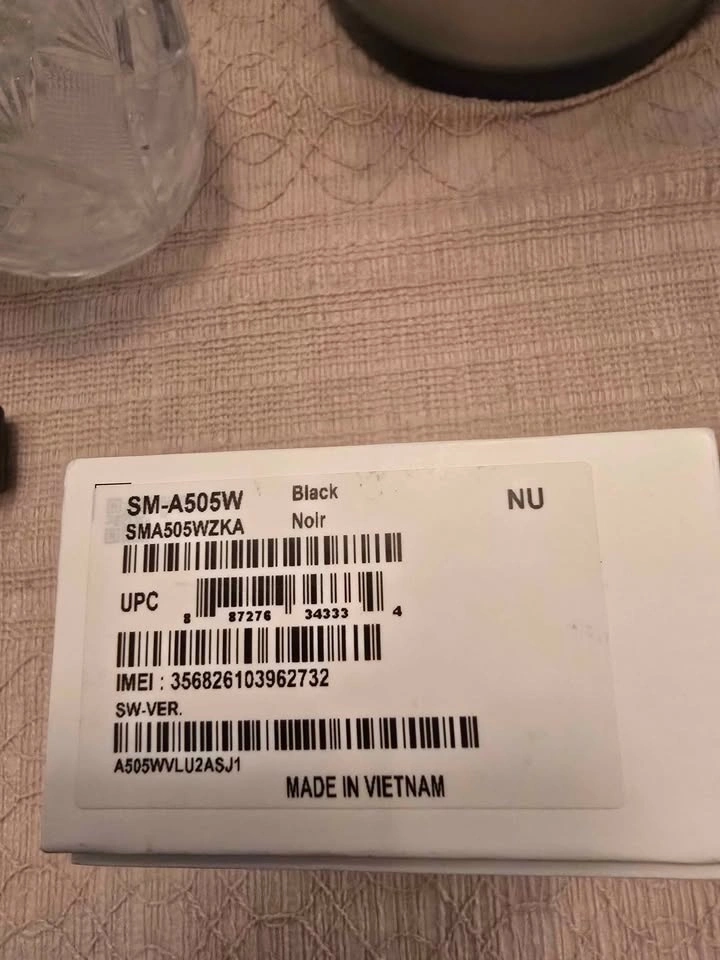 SM-A505W Black NU
SMA505WZKA Noir
UPC 8 87276 34333 4
IMEI : 356826103962732
SW-VER.
A505WVLU2ASJ1
MADE IN VIETNAM